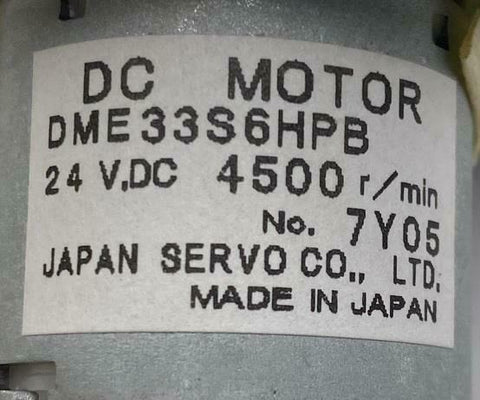 DC MOTOR
DME33S6HPB
24 V.DC 4500 r/min
No. 7Y05
JAPAN SERVO CO., LTD.
MADE IN JAPAN